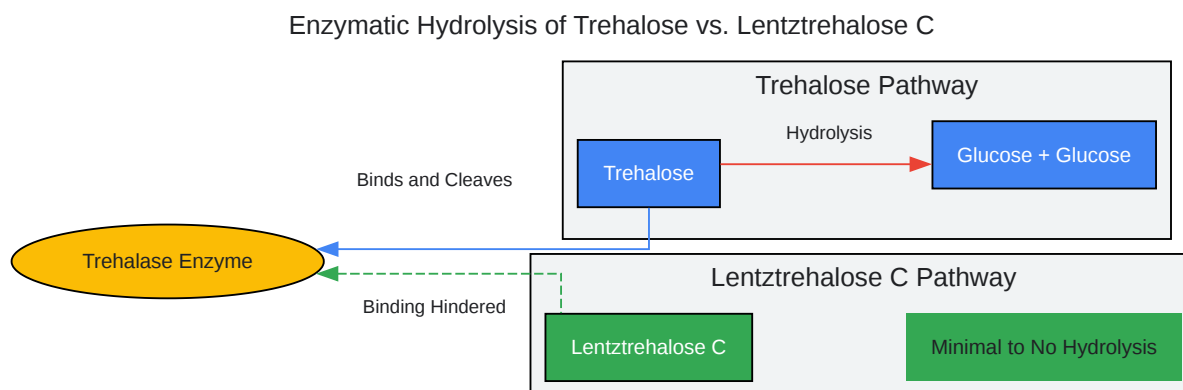 Enzymatic Hydrolysis of Trehalose vs. Lentztrehalose C
Trehalose Pathway
Hydrolysis
Trehalose
Glucose + Glucose
Binds and Cleaves
Trehalase Enzyme
Lentztrehalose C Pathway
Binding Hindered
Lentztrehalose C
Minimal to No Hydrolysis